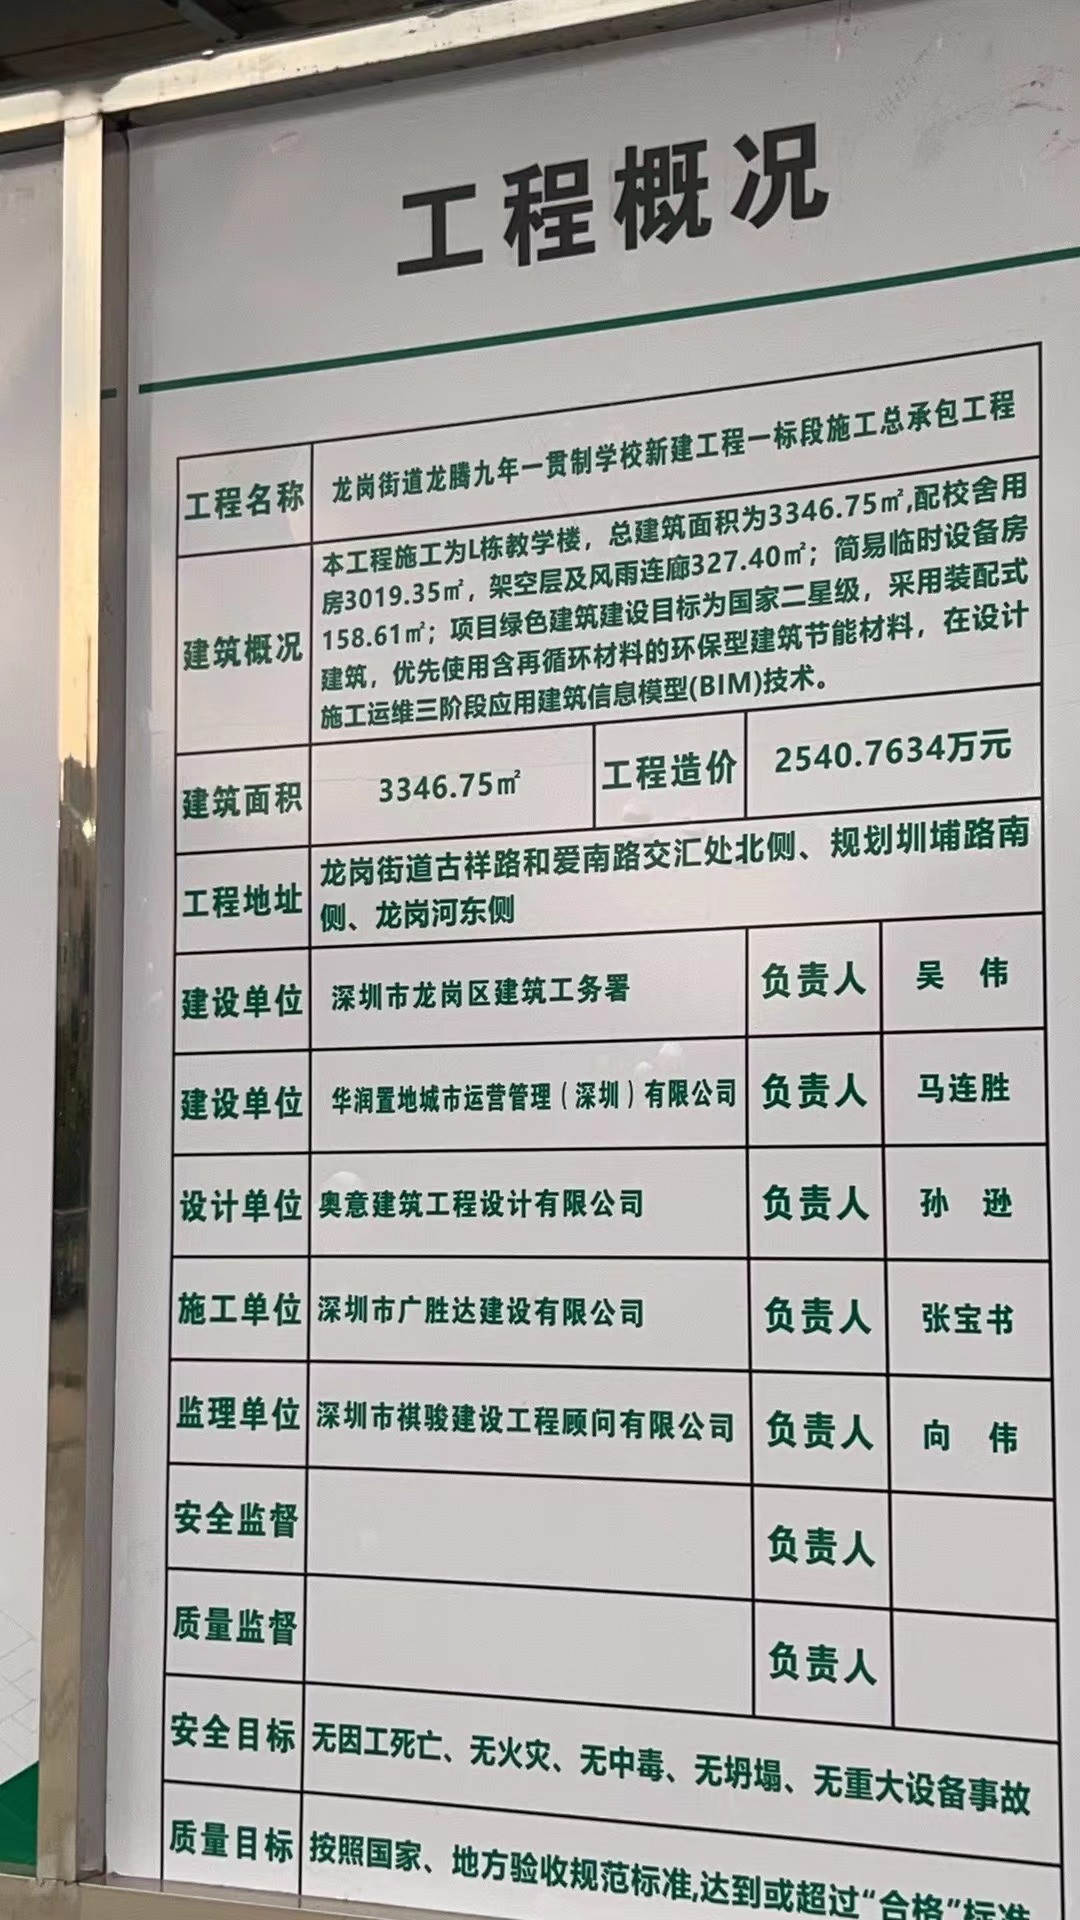 工程概况
工程名称 龙岗街道龙腾九年一贯制学校新建工程一标段施工总承包工程
建筑概况
本工程施工为L栋教学楼，总建筑面积为3346.75㎡,配校舍用
房3019.35㎡，架空层及风雨连廊327.40㎡；简易临时设备房
158.61㎡；项目绿色建筑建设目标为国家二星级，采用装配式
建筑，优先使用含再循环材料的环保型建筑节能材料，在设计
施工运维三阶段应用建筑信息模型(BIM)技术。
建筑面积 3346.75㎡ 工程造价 2540.7634万元
工程地址
龙岗街道古祥路和爱南路交汇处北侧、规划圳埔路南
侧、龙岗河东侧
建设单位 深圳市龙岗区建筑工务署 负责人 吴 伟
建设单位 华润置地城市运营管理（深圳）有限公司 负责人 马连胜
设计单位 奥意建筑工程设计有限公司 负责人 孙 逊
施工单位 深圳市广胜达建设有限公司 负责人 张宝书
监理单位 深圳市祺骏建设工程顾问有限公司 负责人 向 伟
安全监督 负责人
质量监督 负责人
安全目标 无因工死亡、无火灾、无中毒、无坍塌、无重大设备事故
质量目标 按照国家、地方验收规范标准,达到或超过“合格”标准